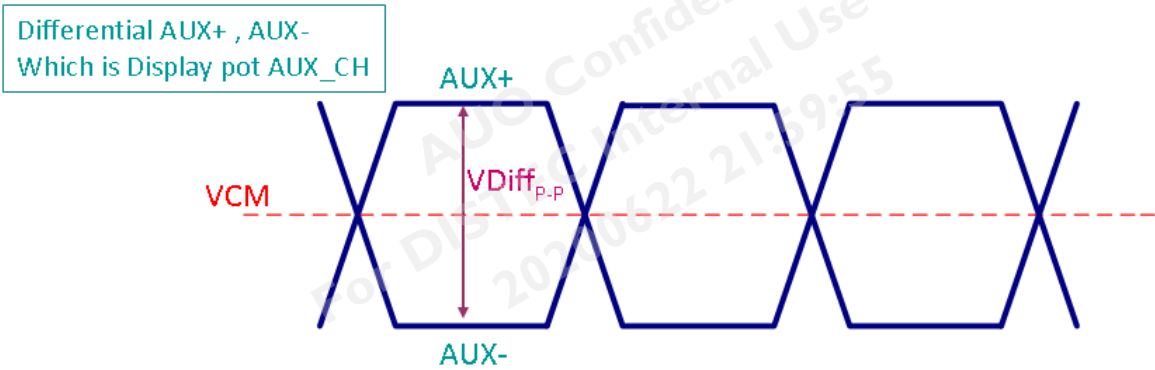 Differential AUX+ , AUX-
Which is Display pot AUX_CH
AUX+
VDiffP-P
VCM
AUX-
AUO Confidential
For DISTEC Internal Use
20200622 21:59:55